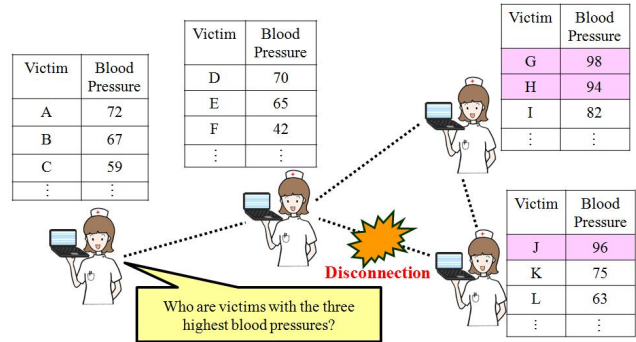 Victim Blood Pressure
A 72
B 67
C 59
⋮ ⋮
Victim Blood Pressure
D 70
E 65
F 42
⋮ ⋮
Victim Blood Pressure
G 98
H 94
I 82
⋮ ⋮
Victim Blood Pressure
J 96
K 75
L 63
⋮ ⋮
Disconnection
Who are victims with the three
highest blood pressures?